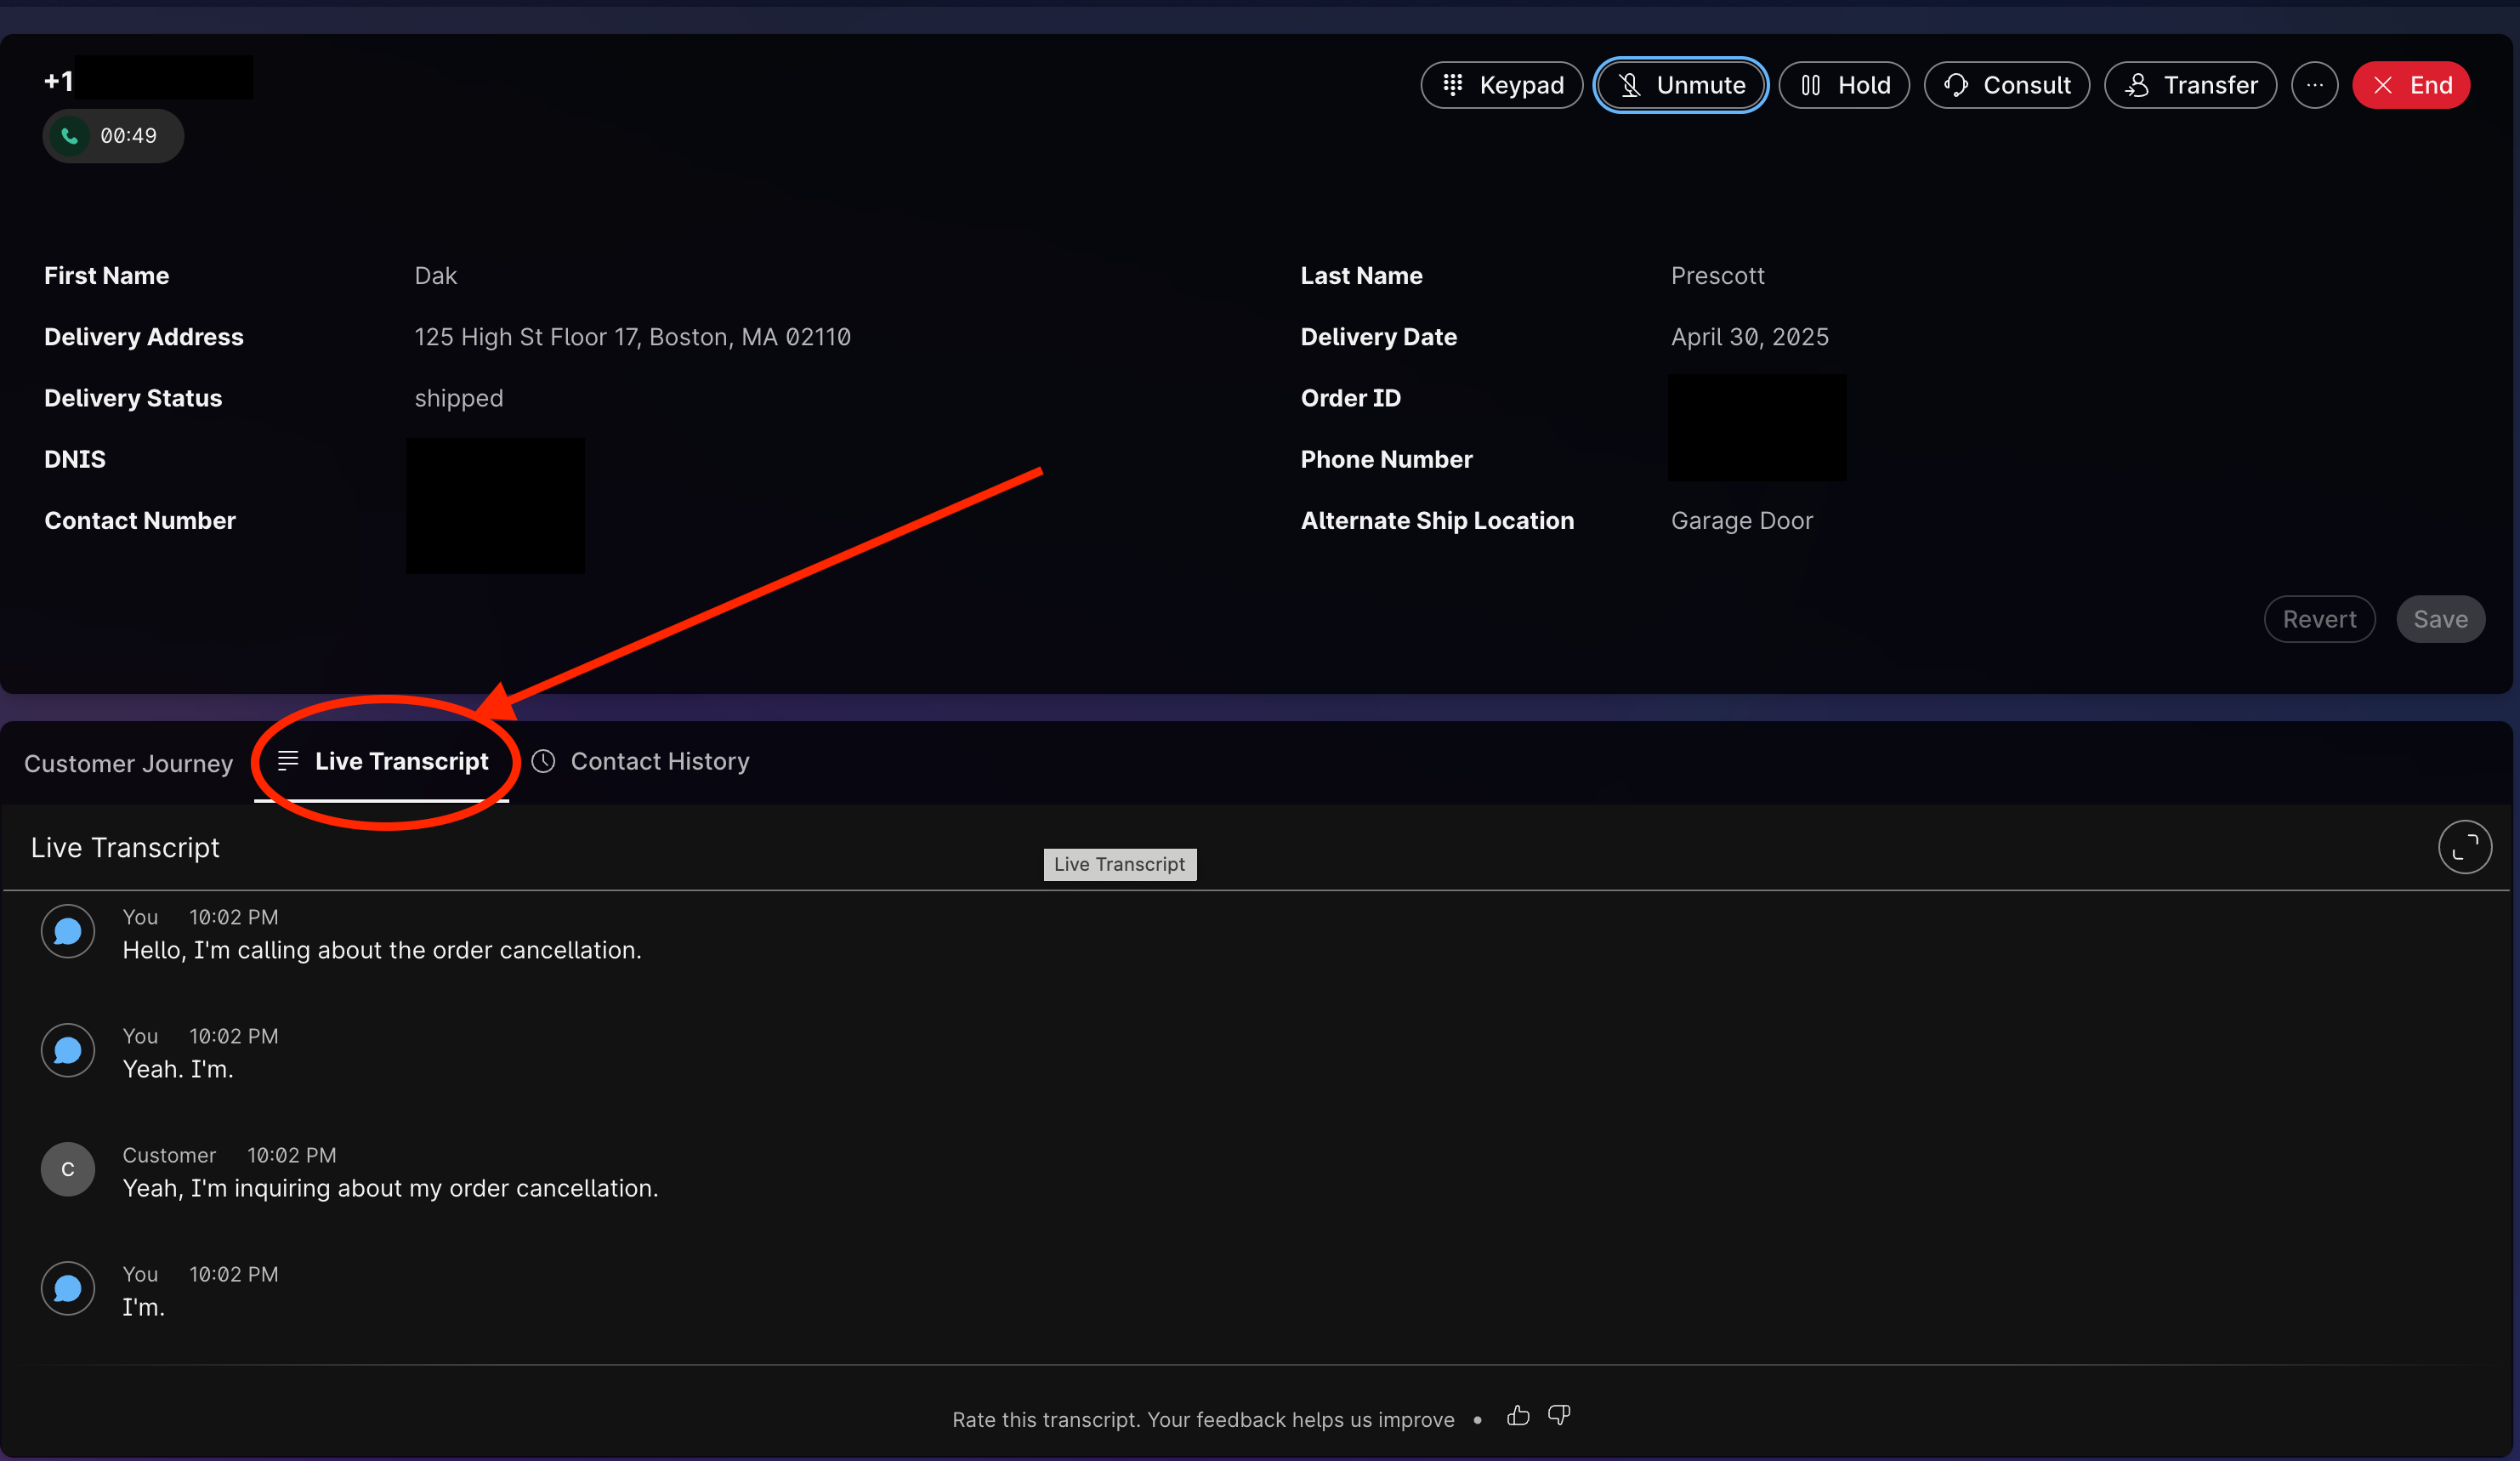 +1
00:49
Keypad
Unmute
Hold
Consult
Transfer
End
First Name Dak
Last Name Prescott
Delivery Address 125 High St Floor 17, Boston, MA 02110
Delivery Date April 30, 2025
Delivery Status shipped
Order ID
DNIS
Phone Number
Contact Number
Alternate Ship Location Garage Door
Revert Save
Customer Journey Live Transcript Contact History
Live Transcript
Live Transcript
You 10:02 PM
Hello, I'm calling about the order cancellation.
You 10:02 PM
Yeah. I'm.
C
Customer 10:02 PM
Yeah, I'm inquiring about my order cancellation.
You 10:02 PM
I'm.
Rate this transcript. Your feedback helps us improve •